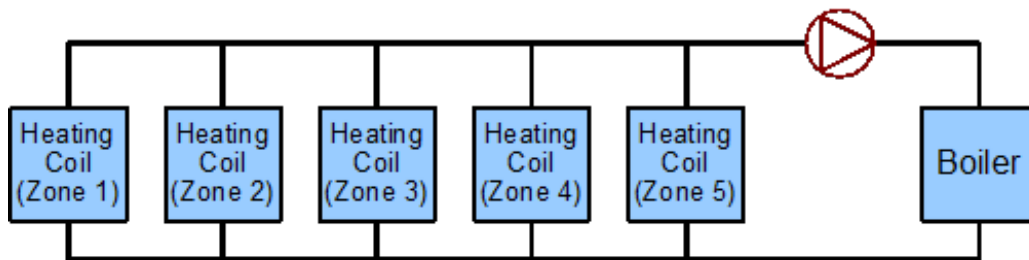 Heating
Coil
(Zone 1)
Heating
Coil
(Zone 2)
Heating
Coil
(Zone 3)
Heating
Coil
(Zone 4)
Heating
Coil
(Zone 5)
Boiler